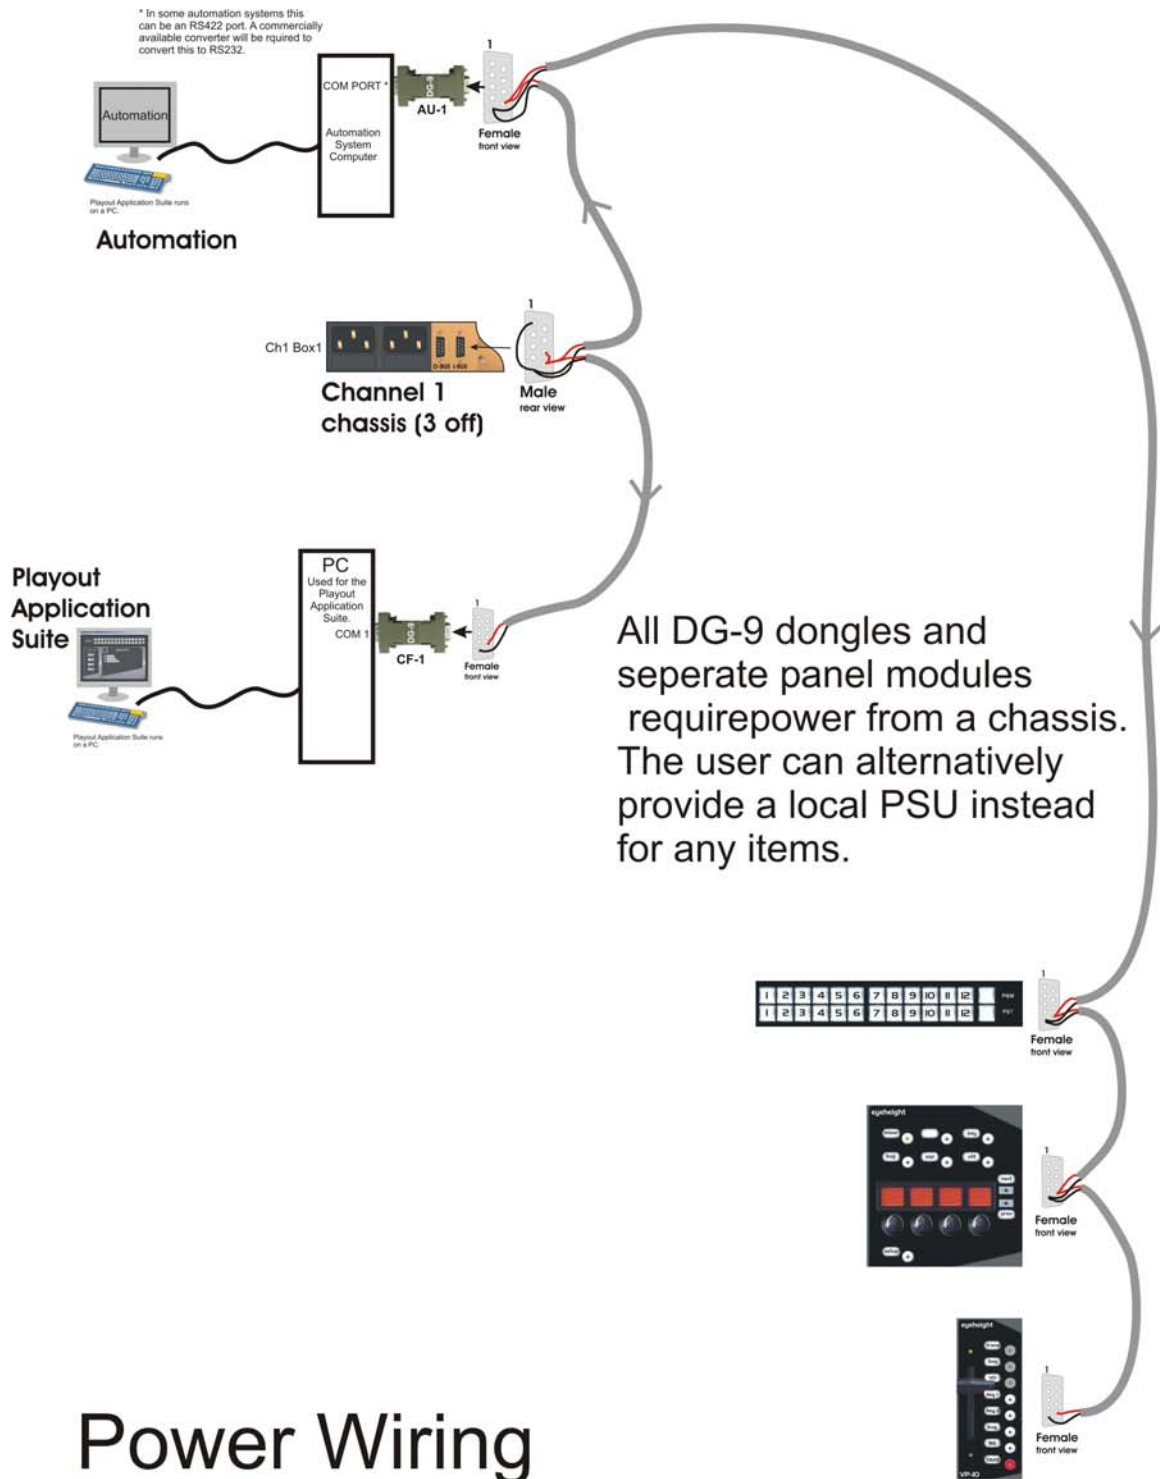 * In some automation systems this
can be an RS422 port. A commercially
available converter will be rquired to
convert this to RS232.
Automation
Playout Application Suite runs
on a PC.
Automation
COM PORT *
Automation
System
Computer
DG-9
AU-1
1
Female
front view
Ch1 Box1
D-BUS I-BUS
Channel 1
chassis (3 off)
1
Male
rear view
Playout
Application
Suite
Playout Application Suite runs
on a PC.
PC
Used for the
Playout
Application
Suite.
COM 1
DG-9
CF-1
1
Female
front view
All DG-9 dongles and
seperate panel modules
requirepower from a chassis.
The user can alternatively
provide a local PSU instead
for any items.
1 2 3 4 5 6 7 8 9 10 11 12 PGM
1 2 3 4 5 6 7 8 9 10 11 12 PST
1
Female
front view
eyeheight
1
Female
front view
eyeheight
VP-10
1
Female
front view
Power Wiring